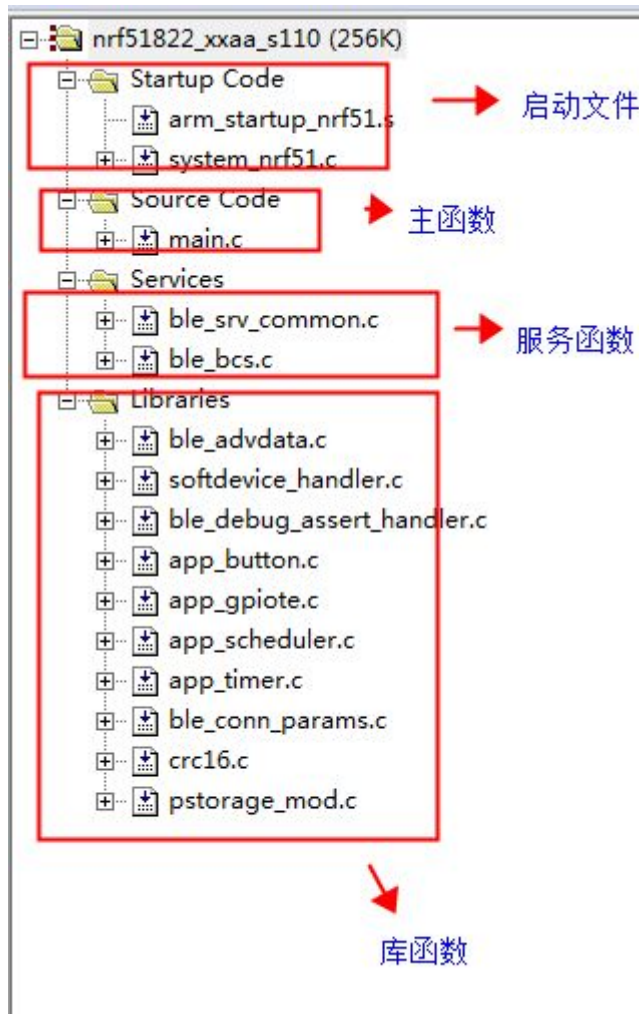 nrf51822_xxaa_s110 (256K)
Startup Code
arm_startup_nrf51.s
启动文件
system_nrf51.c
Source Code
主函数
main.c
Services
ble_srv_common.c
服务函数
ble_bcs.c
Libraries
ble_advdata.c
softdevice_handler.c
ble_debug_assert_handler.c
app_button.c
app_gpiote.c
app_scheduler.c
app_timer.c
ble_conn_params.c
crc16.c
pstorage_mod.c
库函数